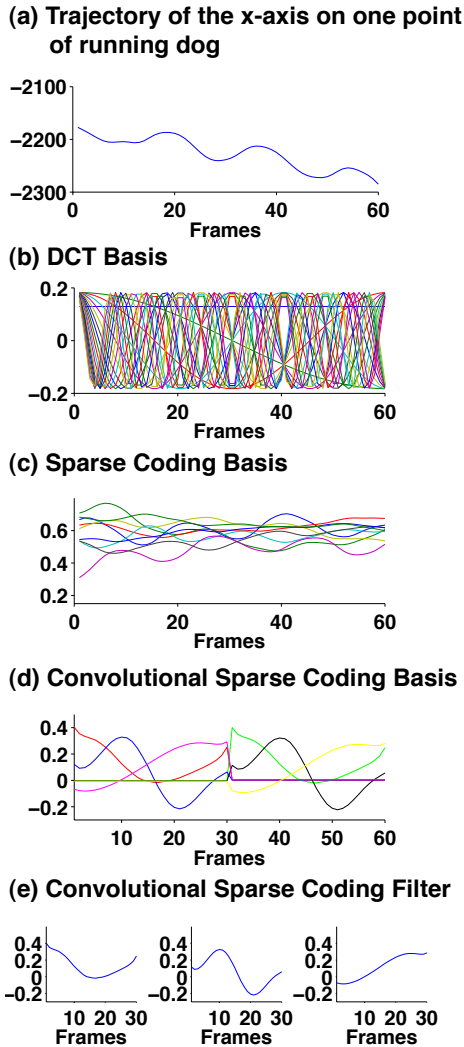 (a) Trajectory of the x-axis on one point
of running dog
−2100
−2200
−2300
0 20 40 60
Frames
(b) DCT Basis
0.2
0
−0.2
0 20 40 60
Frames
(c) Sparse Coding Basis
0.6
0.4
0.2
0 20 40 60
Frames
(d) Convolutional Sparse Coding Basis
0.4
0.2
0
−0.2
10 20 30 40 50 60
Frames
(e) Convolutional Sparse Coding Filter
0.4 0.4 0.4
0.2 0.2 0.2
0 0 0
−0.2 −0.2 −0.2
10 20 30 10 20 30 10 20 30
Frames Frames Frames